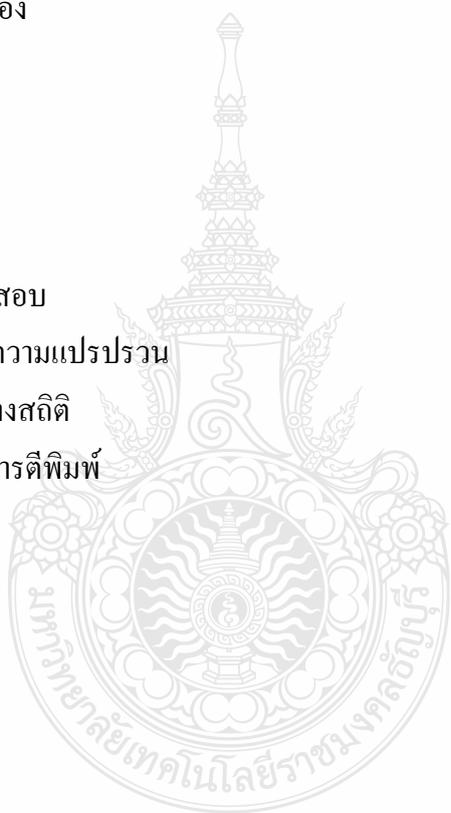 อง
สอบ
ความแปรปรวน
างสถิติ
ารตีพิมพ์
มหาวิทยาลัยเทคโนโลยีราชมงคลธัญบุรี